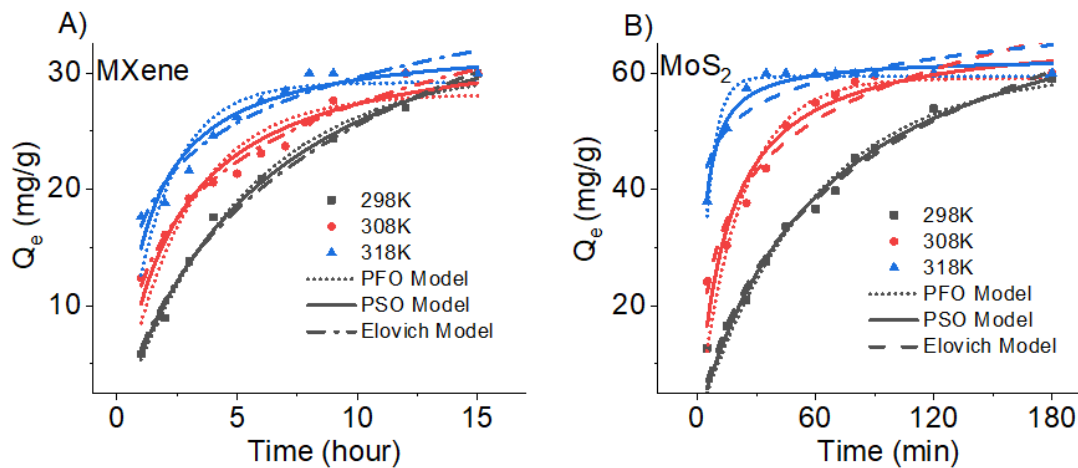 A)
MXene
30
20
10
Qe (mg/g)
298K
308K
318K
PFO Model
PSO Model
Elovich Model
0
5
10
15
Time (hour)
B)
MoS2
60
40
20
Qe (mg/g)
298K
308K
318K
PFO Model
PSO Model
Elovich Model
0
60
120
180
Time (min)